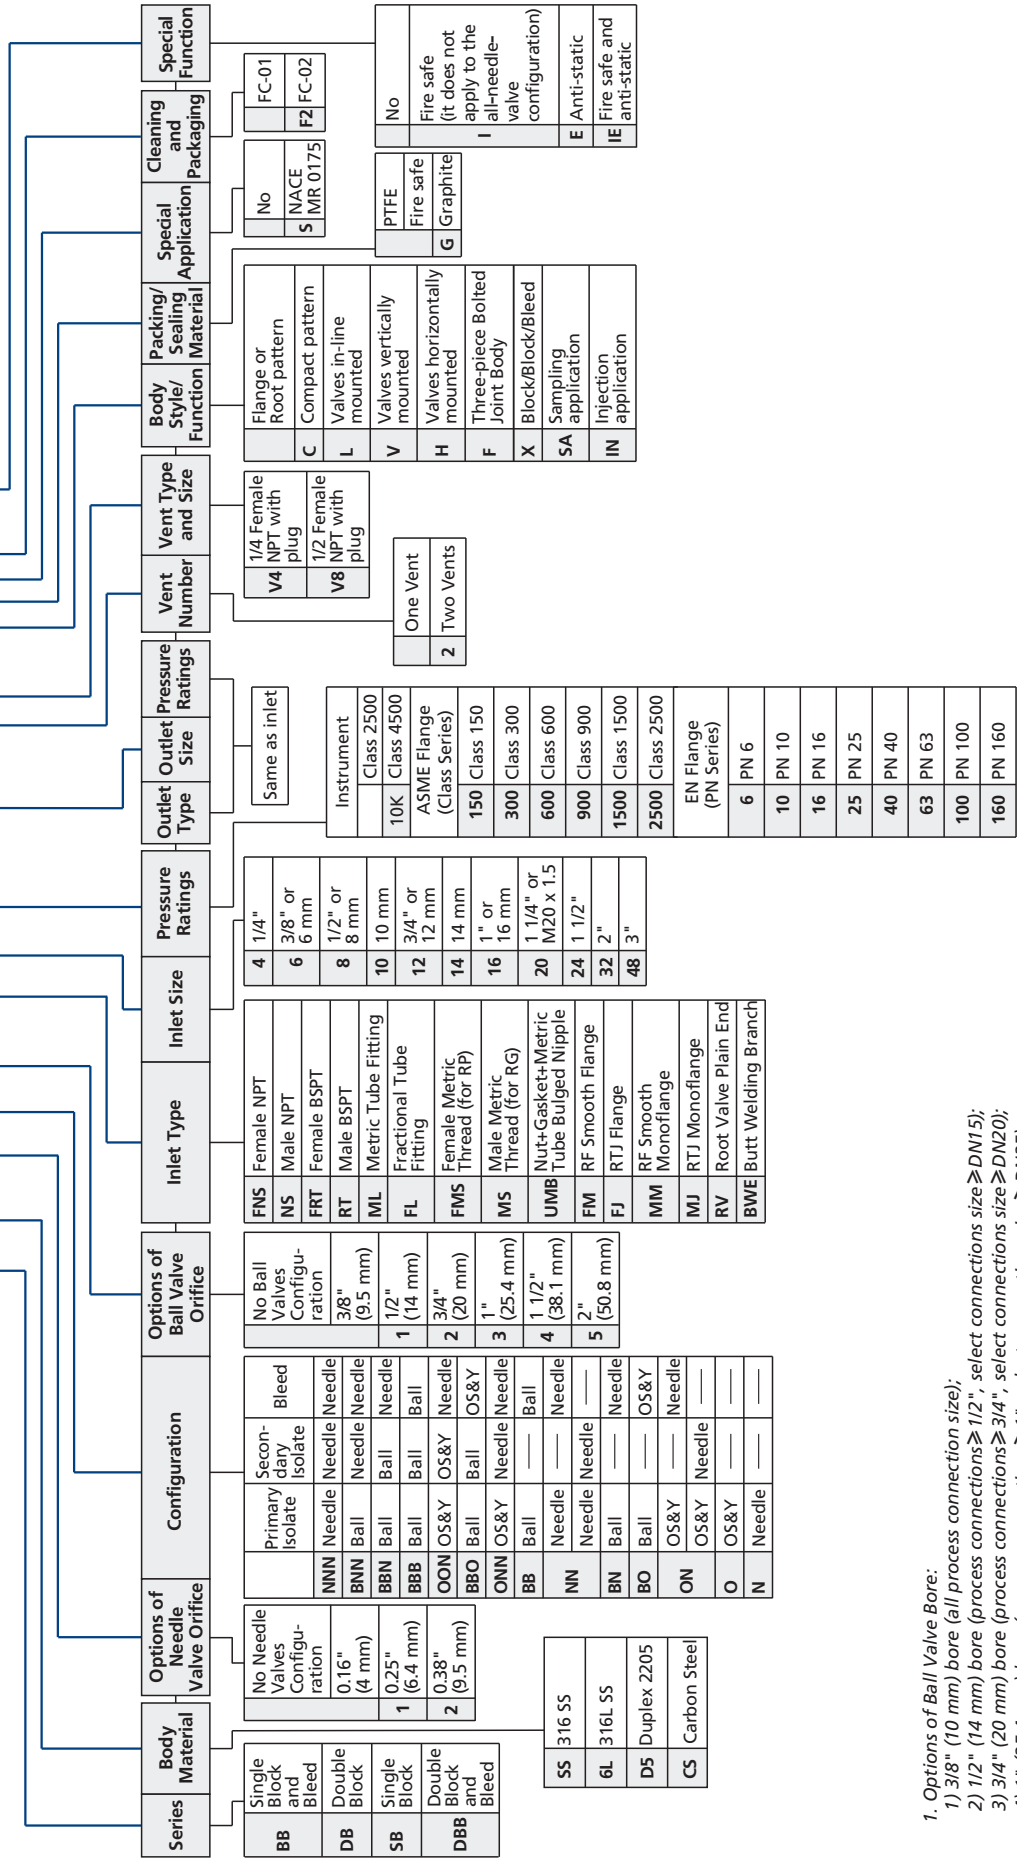 Series
Body
Material
Options of
Needle
Valve Orifice
Configuration
Options of
Ball Valve
Orifice
Inlet Type
Inlet Size
Pressure
Ratings
Outlet
Type
Outlet
Size
Pressure
Ratings
Vent
Number
Vent Type
and Size
Body
Style/
Function
Packing/
Sealing
Material
Special
Application
Cleaning
and
Packaging
Special
Function
BB Single
Block
and
Bleed
DB Double
Block
SB Single
Block
DBB Double
Block
and
Bleed
SS 316 SS
6L 316L SS
D5 Duplex 2205
CS Carbon Steel
No Needle
Valves
Configu-
ration
0.16"
(4 mm)
1 0.25"
(6.4 mm)
2 0.38"
(9.5 mm)
Primary
Isolate
Secon-
dary
Isolate
Bleed
NNN Needle Needle Needle
BNN Ball Needle Needle
BBN Ball Ball Needle
BBB Ball Ball Ball
OON OS&Y OS&Y Needle
BBO Ball Ball OS&Y
ONN OS&Y Needle Needle
BB Ball —— Ball
NN Needle —— Needle
Needle Needle ——
BN Ball —— Needle
BO Ball —— OS&Y
ON OS&Y —— Needle
OS&Y Needle ——
O OS&Y —— ——
N Needle —— ——
No Ball
Valves
Configu-
ration
3/8"
(9.5 mm)
1 1/2"
(14 mm)
2 3/4"
(20 mm)
3 1"
(25.4 mm)
4 1 1/2"
(38.1 mm)
5 2"
(50.8 mm)
FNS Female NPT
NS Male NPT
FRT Female BSPT
RT Male BSPT
ML Metric Tube Fitting
FL Fractional Tube
Fitting
FMS Female Metric
Thread (for RP)
MS Male Metric
Thread (for RG)
UMB Nut+Gasket+Metric
Tube Bulged Nipple
FM RF Smooth Flange
FJ RTJ Flange
MM RF Smooth
Monoflange
MJ RTJ Monoflange
RV Root Valve Plain End
BWE Butt Welding Branch
4 1/4"
6 3/8" or
6 mm
8 1/2" or
8 mm
10 10 mm
12 3/4" or
12 mm
14 14 mm
16 1" or
16 mm
20 1 1/4" or
M20 x 1.5
24 1 1/2"
32 2"
48 3"
Same as inlet
Instrument
Class 2500
10K Class 4500
ASME Flange
(Class Series)
150 Class 150
300 Class 300
600 Class 600
900 Class 900
1500 Class 1500
2500 Class 2500
EN Flange
(PN Series)
6 PN 6
10 PN 10
16 PN 16
25 PN 25
40 PN 40
63 PN 63
100 PN 100
160 PN 160
One Vent
2 Two Vents
V4 1/4 Female
NPT with
plug
V8 1/2 Female
NPT with
plug
Flange or
Root pattern
C Compact pattern
L Valves in-line
mounted
V Valves vertically
mounted
H Valves horizontally
mounted
F Three-piece Bolted
Joint Body
X Block/Block/Bleed
SA Sampling
application
IN Injection
application
PTFE
Fire safe
G Graphite
No
S NACE
MR 0175
FC-01
F2 FC-02
No
I Fire safe
(it does not
apply to the
all-needle-
valve
configuration)
E Anti-static
IE Fire safe and
anti-static
1. Options of Ball Valve Bore:
1) 3/8" (10 mm) bore (all process connection size);
2) 1/2" (14 mm) bore (process connections⩾1/2", select connections size⩾DN15);
3) 3/4" (20 mm) bore (process connections⩾3/4", select connections size⩾DN20);